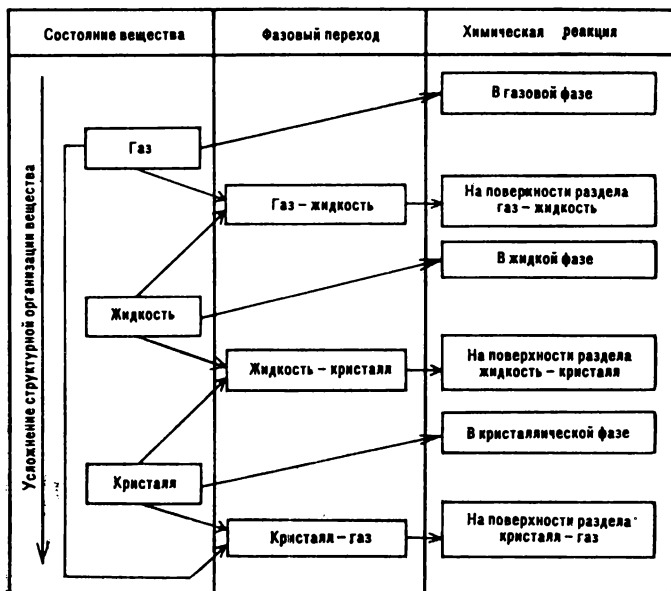 Состояние вещества
Фазовый переход
Химическая реакция
Усложнение структурной организации вещества
В газовой фазе
Газ
На поверхности раздела
газ – жидкость
Газ – жидкость
В жидкой фазе
Жидкость
На поверхности раздела
жидкость – кристалл
Жидкость – кристалл
В кристаллической фазе
Кристалл
На поверхности раздела
кристалл – газ
Кристалл – газ